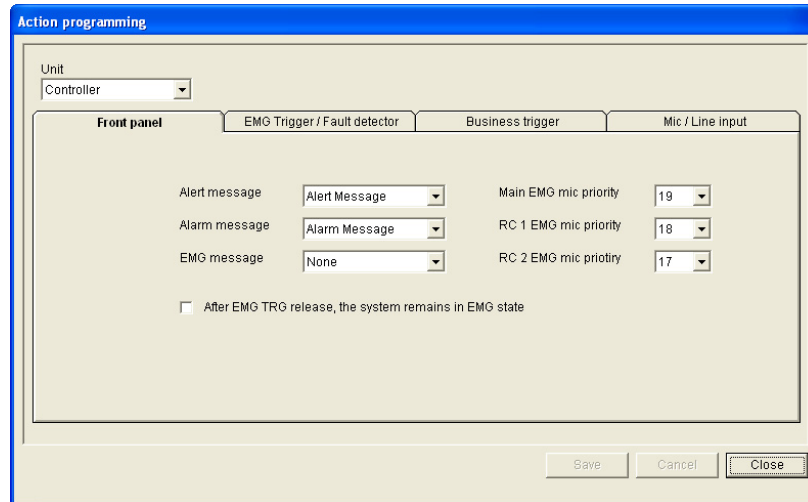 Action programming
Unit
Controller
Front panel EMG Trigger / Fault detector Business trigger Mic / Line input
Alert message Alert Message Main EMG mic priority 19
Alarm message Alarm Message RC 1 EMG mic priority 18
EMG message None RC 2 EMG mic priotiry 17
After EMG TRG release, the system remains in EMG state
Save Cancel Close